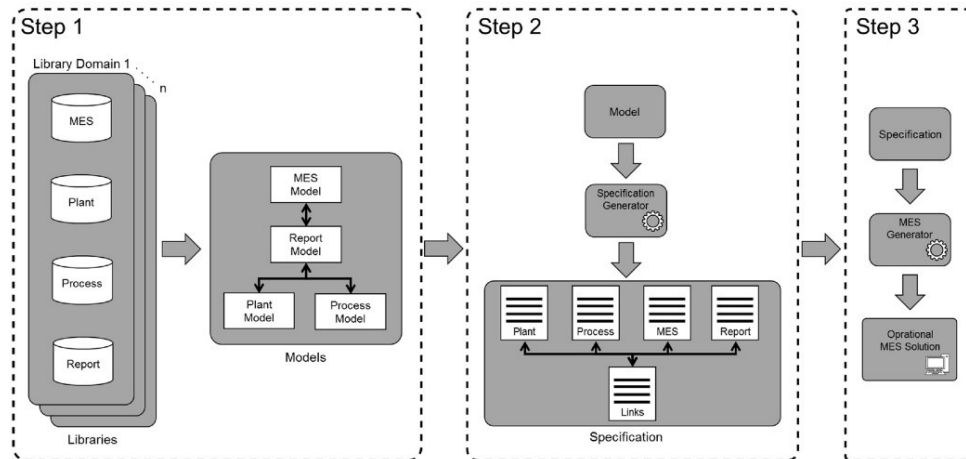 Step 1
Library Domain 1
n
MES
Plant
Process
Report
Libraries
MES
Model
Report
Model
Plant
Model
Process
Model
Models
Step 2
Model
Specification
Generator
Plant
Process
MES
Report
Links
Specification
Step 3
Specification
MES
Generator
Oprational
MES Solution